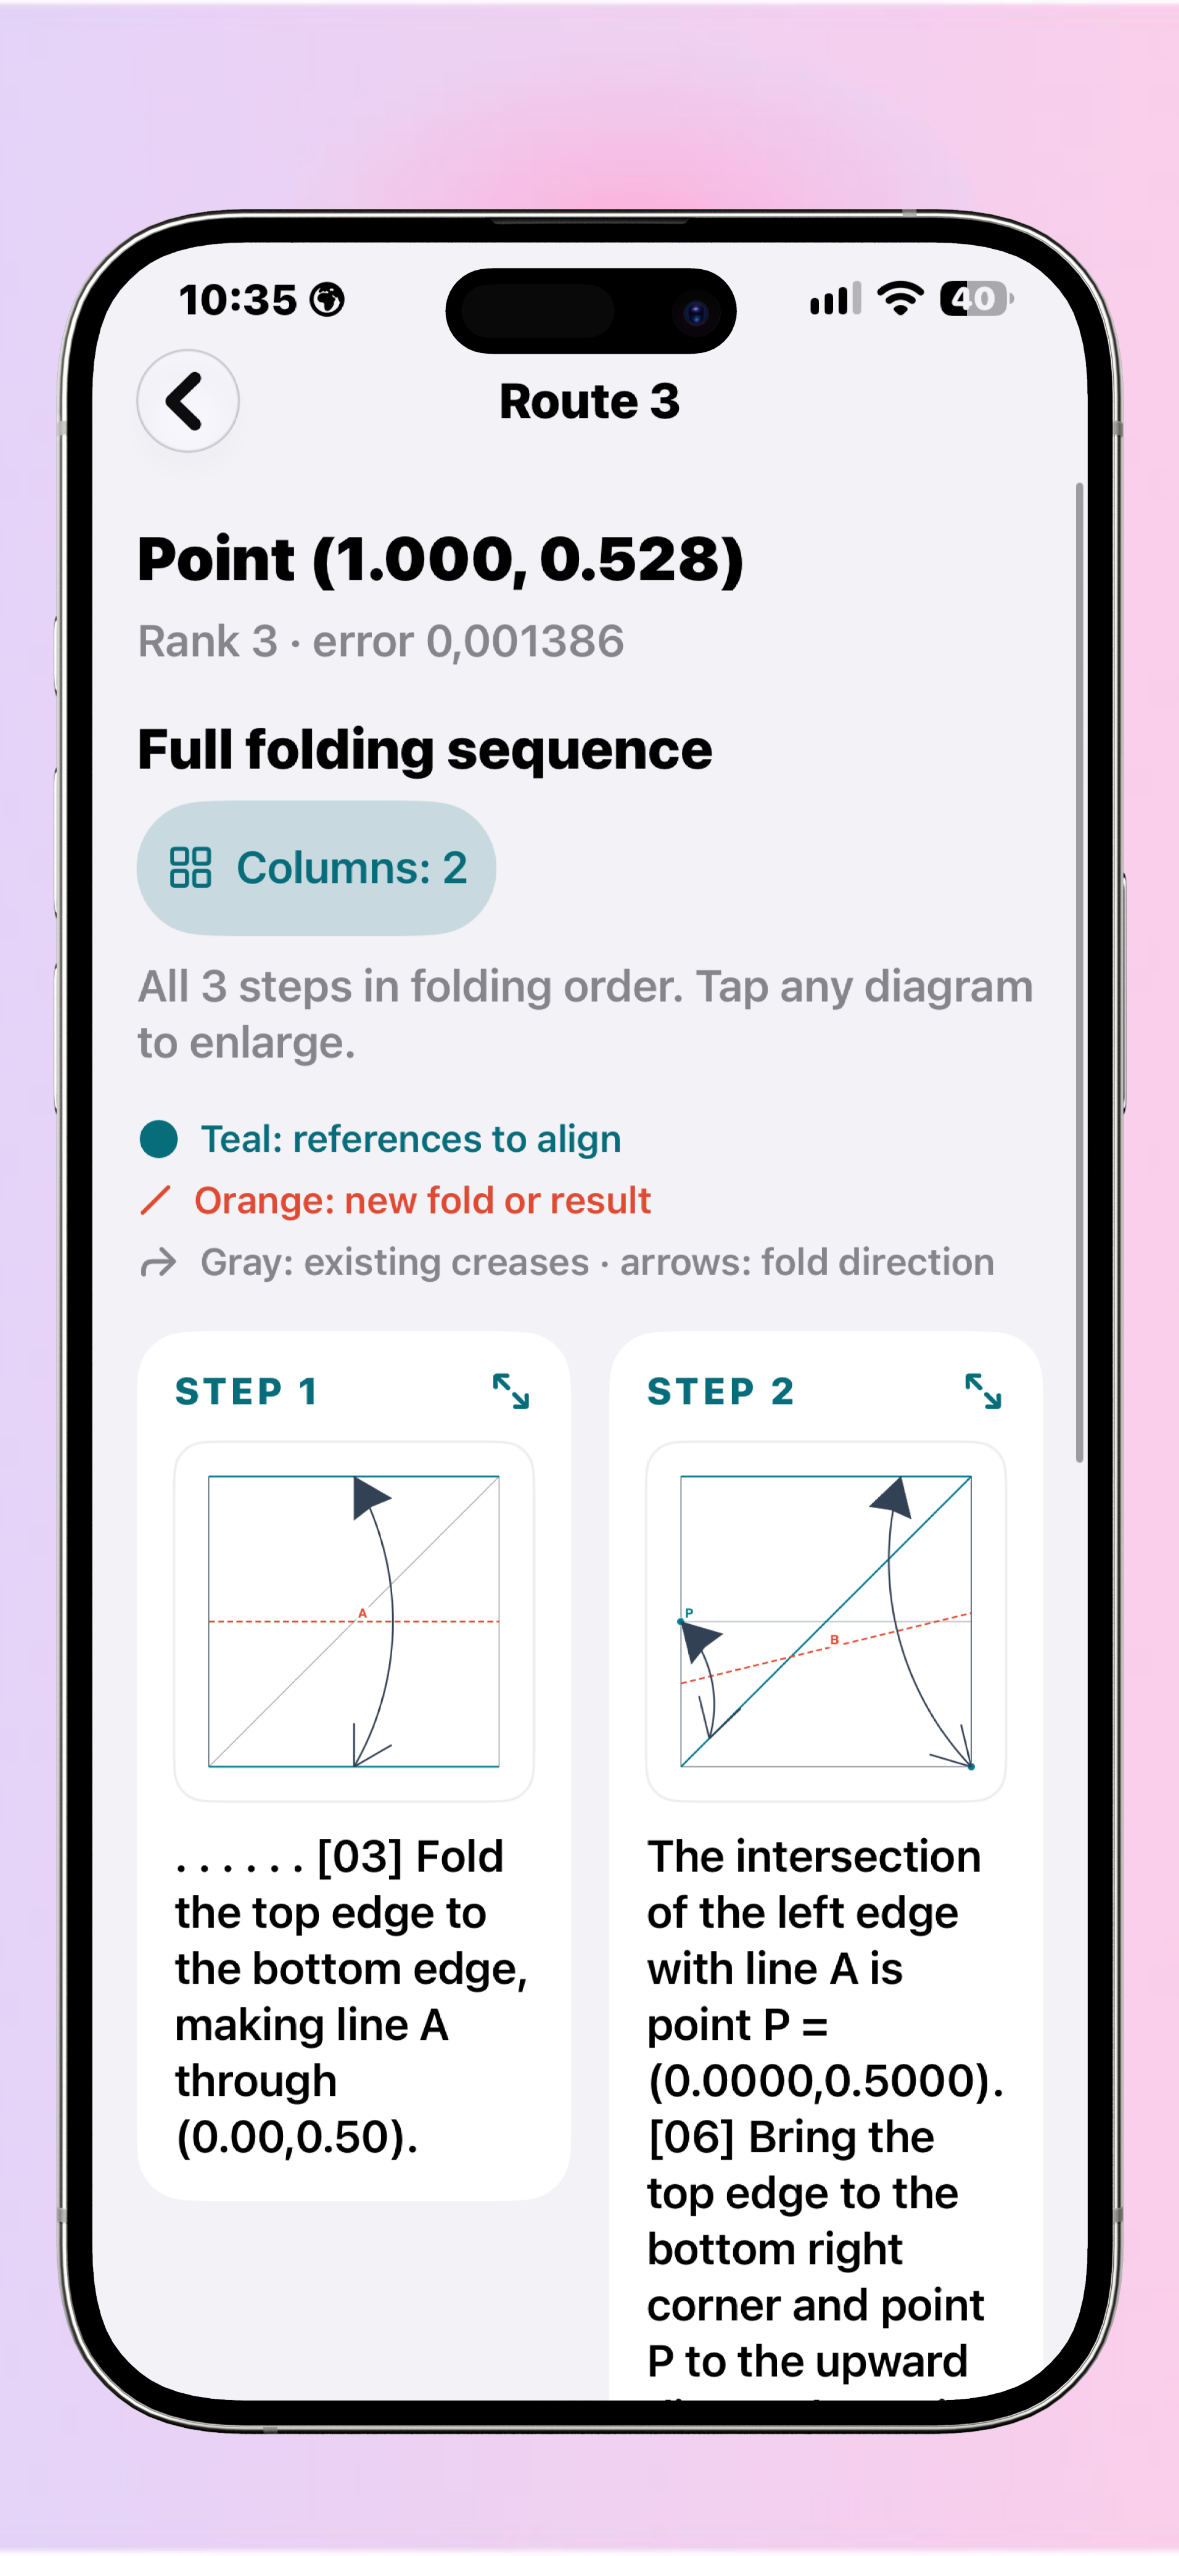 10:35
40
Route 3
Point (1.000, 0.528)
Rank 3 · error 0,001386
Full folding sequence
Columns: 2
All 3 steps in folding order. Tap any diagram
to enlarge.
Teal: references to align
Orange: new fold or result
Gray: existing creases · arrows: fold direction
STEP 1
A
. . . . . . [03] Fold
the top edge to
the bottom edge,
making line A
through
(0.00,0.50).
STEP 2
P
B
The intersection
of the left edge
with line A is
point P =
(0.0000,0.5000).
[06] Bring the
top edge to the
bottom right
corner and point
P to the upward